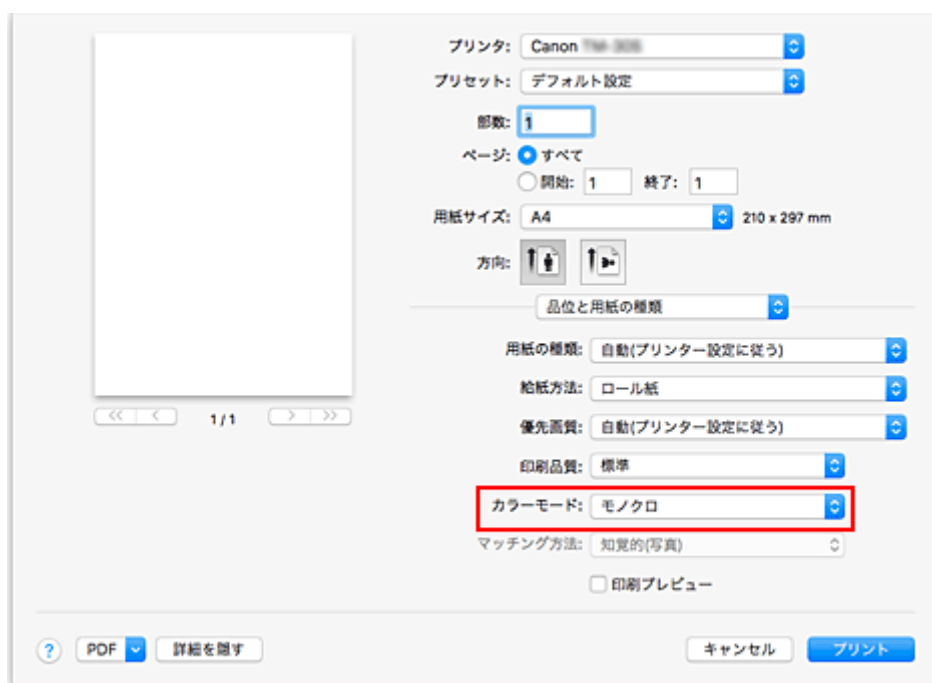 プリンタ: Canon
プリセット: デフォルト設定
部数: 1
ページ: すべて
開始: 1 終了: 1
用紙サイズ: A4 210 x 297 mm
方向:
品位と用紙の種類
用紙の種類: 自動(プリンター設定に従う)
給紙方法: ロール紙
優先画質: 自動(プリンター設定に従う)
印刷品質: 標準
カラーモード: モノクロ
マッチング方法: 知覚的(写真)
印刷プレビュー
<< < 1 / 1 > >>
? PDF 詳細を隠す キャンセル プリント